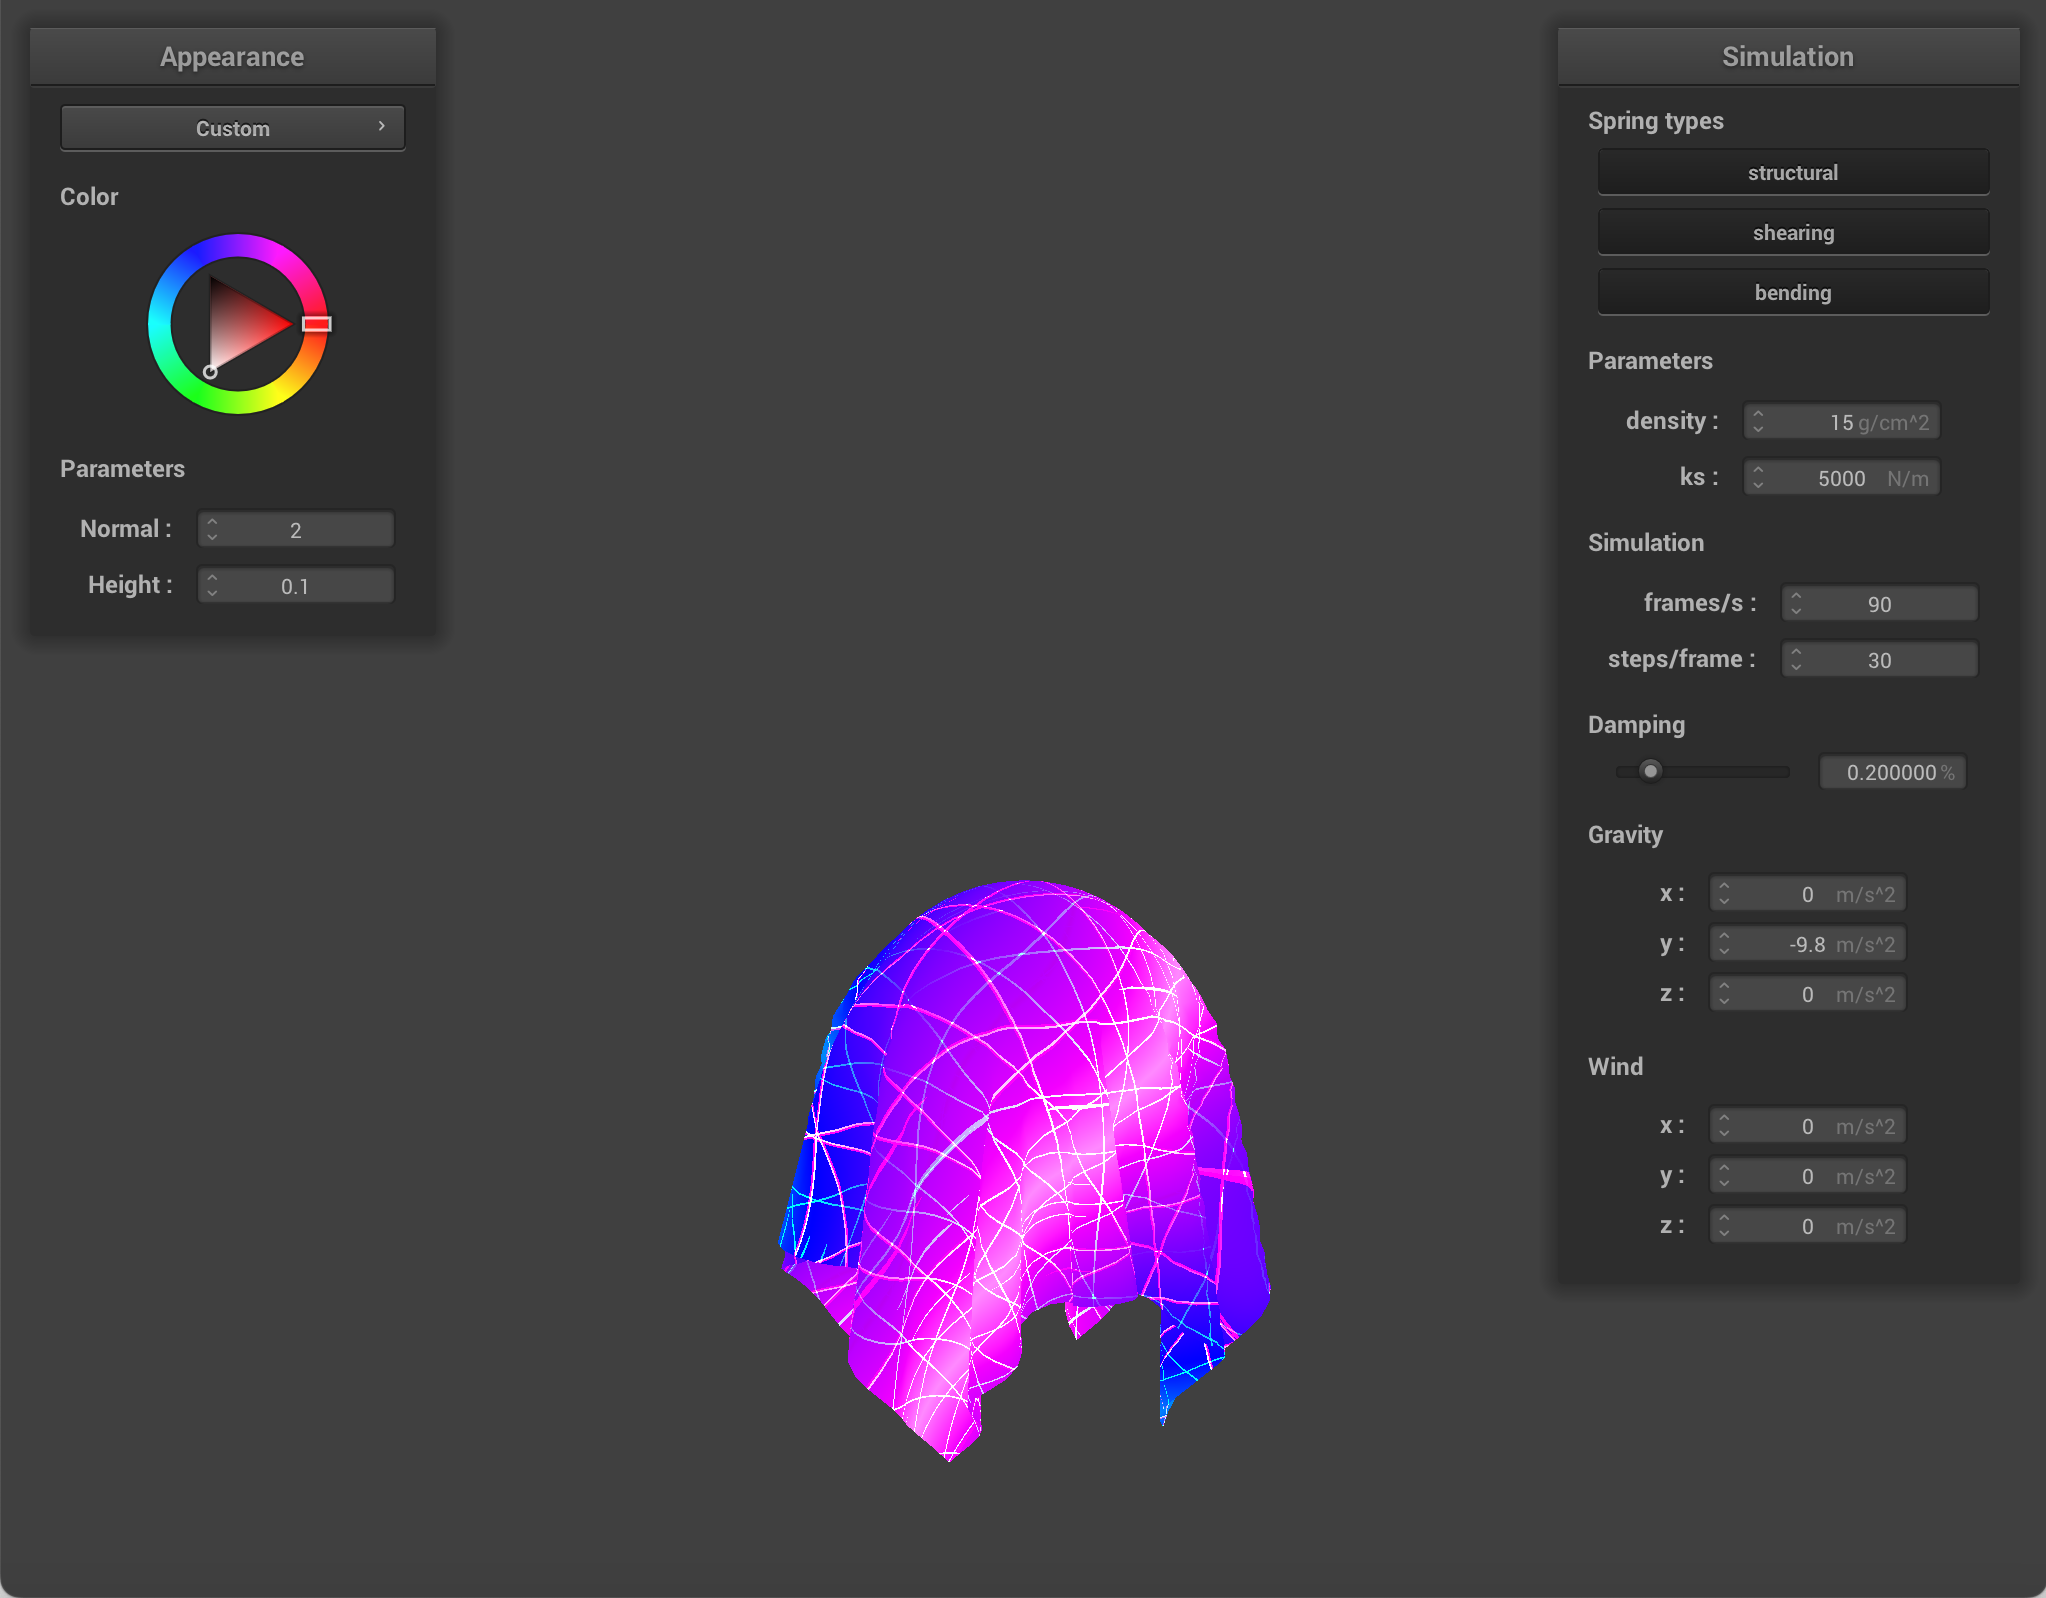 Appearance
Custom
Color
Parameters
Normal : 2
Height : 0.1
Simulation
Spring types
structural
shearing
bending
Parameters
density : 15 g/cm^2
ks : 5000 N/m
Simulation
frames/s : 90
steps/frame : 30
Damping
0.200000 %
Gravity
x : 0 m/s^2
y : -9.8 m/s^2
z : 0 m/s^2
Wind
x : 0 m/s^2
y : 0 m/s^2
z : 0 m/s^2